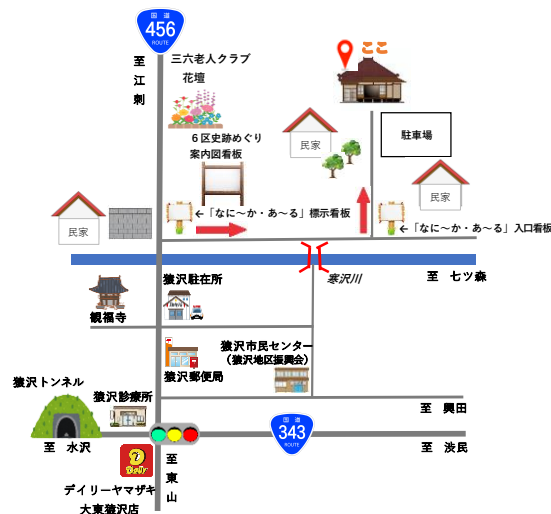 国道
456
ROUTE
至江刺
三六老人クラブ
花壇
ここ
6区史跡めぐり
案内図看板
民家
駐車場
民家
民家
←「なに～か・あ～る」標示看板
←「なに～か・あ～る」入口看板
寒沢川
至 七ツ森
猿沢駐在所
観福寺
猿沢郵便局
猿沢市民センター
（猿沢地区振興会）
猿沢トンネル
猿沢診療所
至 興田
国道
343
ROUTE
至 水沢
至 渋民
至東山
Daily
デイリーヤマザキ
大東猿沢店